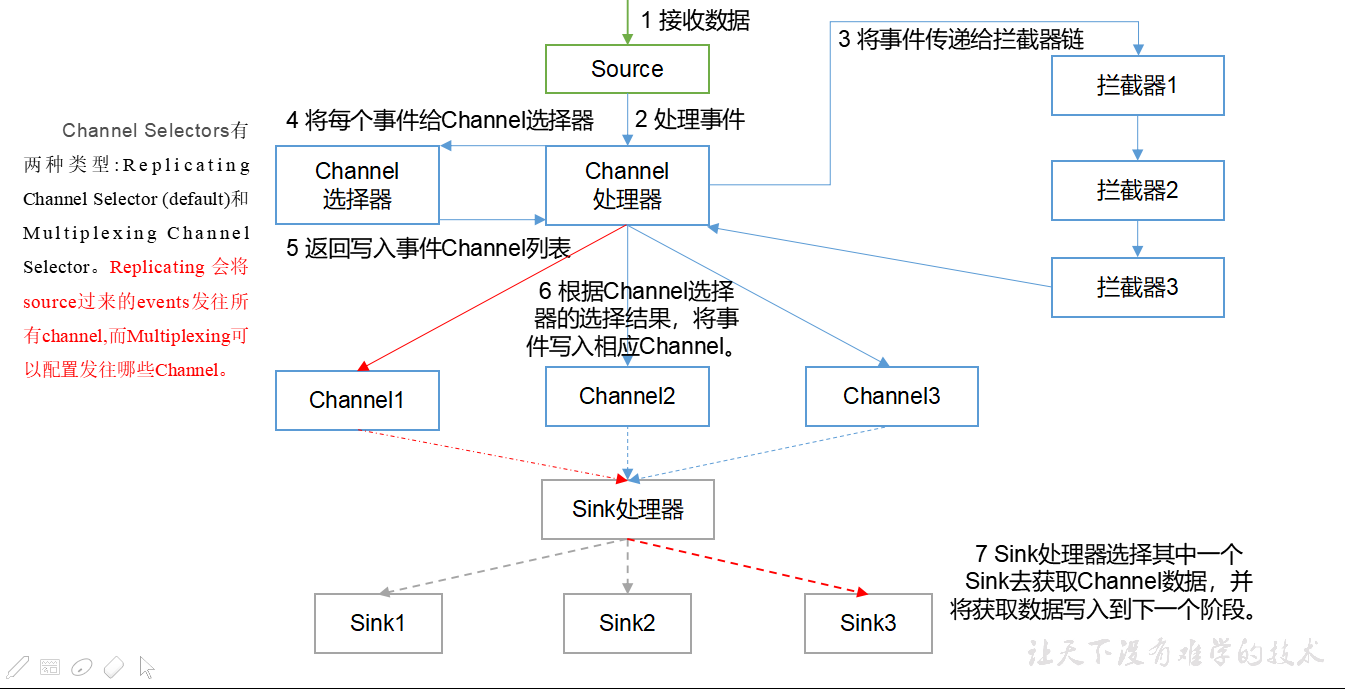 1 接收数据
Source
3 将事件传递给拦截器链
拦截器1
4 将每个事件给Channel选择器
2 处理事件
Channel Selectors有
两种类型:Replicating
Channel Selector (default)和
Multiplexing Channel
Selector。Replicating 会将
source过来的events发往所
有channel,而Multiplexing可
以配置发往哪些Channel。
Channel
选择器
Channel
处理器
拦截器2
5 返回写入事件Channel列表
拦截器3
6 根据Channel选择
器的选择结果，将事
件写入相应Channel。
Channel1
Channel2
Channel3
Sink处理器
7 Sink处理器选择其中一个
Sink去获取Channel数据，并
将获取数据写入到下一个阶段。
Sink1
Sink2
Sink3
让天下没有难学的技术